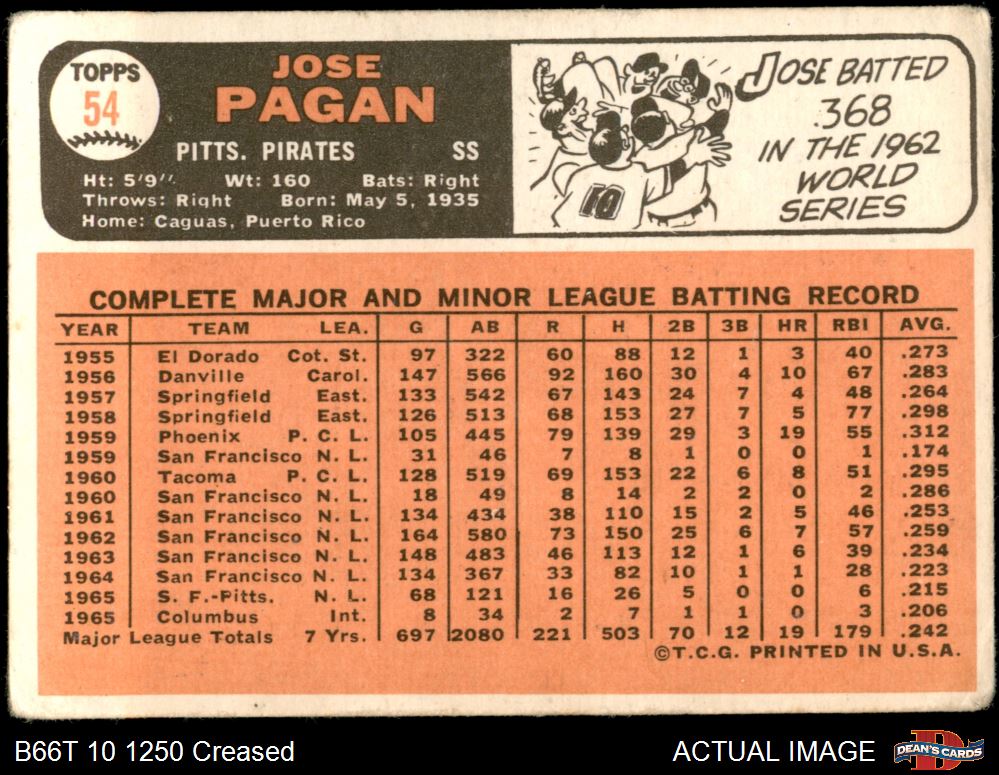 TOPPS
54
JOSE
PAGAN
PITTS. PIRATES SS
Ht: 5'9" Wt: 160 Bats: Right
Throws: Right Born: May 5, 1935
Home: Caguas, Puerto Rico
10
JOSE BATTED
.368
IN THE 1962
WORLD
SERIES
COMPLETE MAJOR AND MINOR LEAGUE BATTING RECORD
YEAR TEAM LEA. G AB R H 2B 3B HR RBI AVG.
1955 El Dorado Cot. St. 97 322 60 88 12 1 3 40 .273
1956 Danville Carol. 147 566 92 160 30 4 10 67 .283
1957 Springfield East. 133 542 67 143 24 7 4 48 .264
1958 Springfield East. 126 513 68 153 27 7 5 77 .298
1959 Phoenix P. C. L. 105 445 79 139 29 3 19 55 .312
1959 San Francisco N. L. 31 46 7 8 1 0 0 1 .174
1960 Tacoma P. C. L. 128 519 69 153 22 6 8 51 .295
1960 San Francisco N. L. 18 49 8 14 2 2 0 2 .286
1961 San Francisco N. L. 134 434 38 110 15 2 5 46 .253
1962 San Francisco N. L. 164 580 73 150 25 6 7 57 .259
1963 San Francisco N. L. 148 483 46 113 12 1 6 39 .234
1964 San Francisco N. L. 134 367 33 82 10 1 1 28 .223
1965 S. F.-Pitts. N. L. 68 121 16 26 5 0 0 6 .215
1965 Columbus Int. 8 34 2 7 1 1 0 3 .206
Major League Totals 7 Yrs. 697 2080 221 503 70 12 19 179 .242
©T.C.G. PRINTED IN U.S.A.
B66T 10 1250 Creased ACTUAL IMAGE DEAN'S CARDS